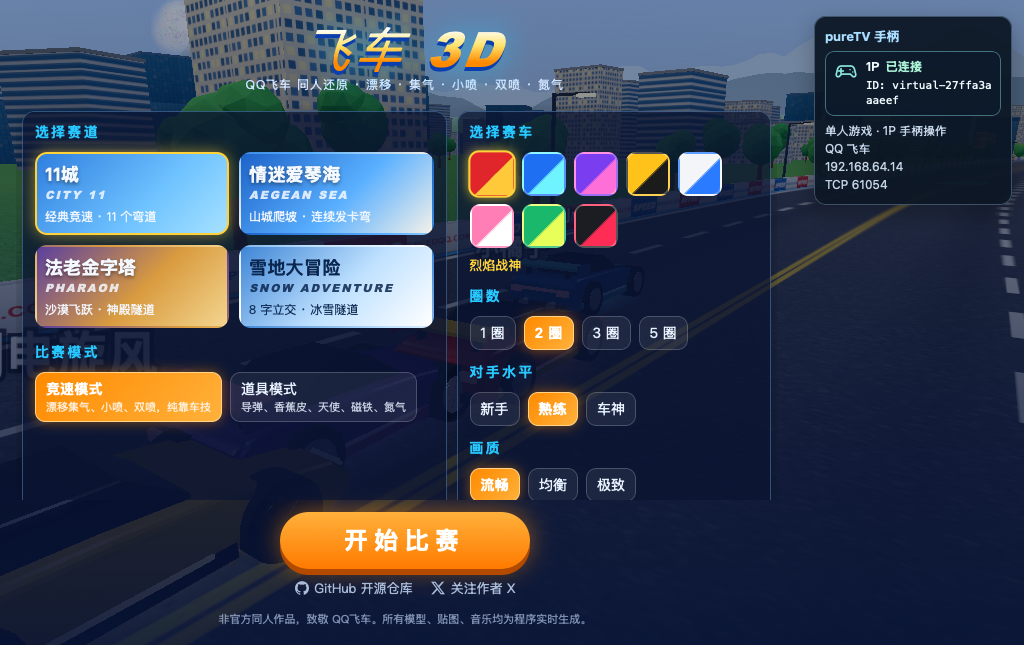 飞车 3D
QQ飞车 同人还原 · 漂移 · 集气 · 小喷 · 双喷 · 氮气
选择赛道
11城
CITY 11
经典竞速 · 11 个弯道
情迷爱琴海
AEGEAN SEA
山城爬坡 · 连续发卡弯
法老金字塔
PHARAOH
沙漠飞跃 · 神殿隧道
雪地大冒险
SNOW ADVENTURE
8 字立交 · 冰雪隧道
比赛模式
竞速模式
漂移集气、小喷、双喷，纯靠车技
道具模式
导弹、香蕉皮、天使、磁铁、氮气
选择赛车
烈焰战神
圈数
1 圈
2 圈
3 圈
5 圈
对手水平
新手
熟练
车神
画质
流畅
均衡
极致
开始比赛
GitHub 开源仓库
关注作者 X
非官方同人作品，致敬 QQ飞车。所有模型、贴图、音乐均为程序实时生成。
pureTV 手柄
1P 已连接
ID: virtual-27ffa3a
aaeef
单人游戏 · 1P 手柄操作
QQ 飞车
192.168.64.14
TCP 61054